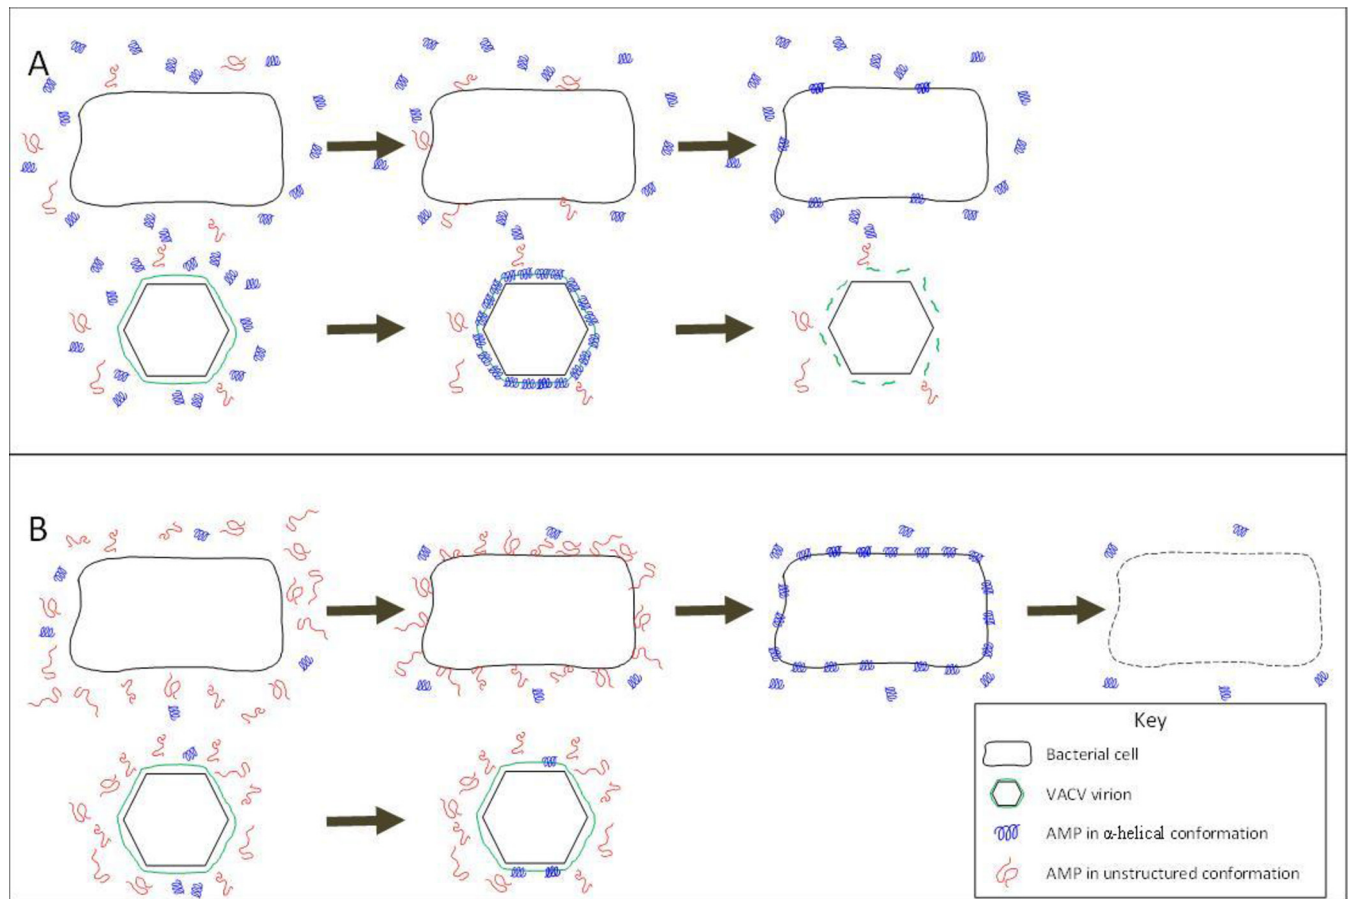 A
B
Key
Bacterial cell
VACV virion
AMP in α-helical conformation
AMP in unstructured conformation